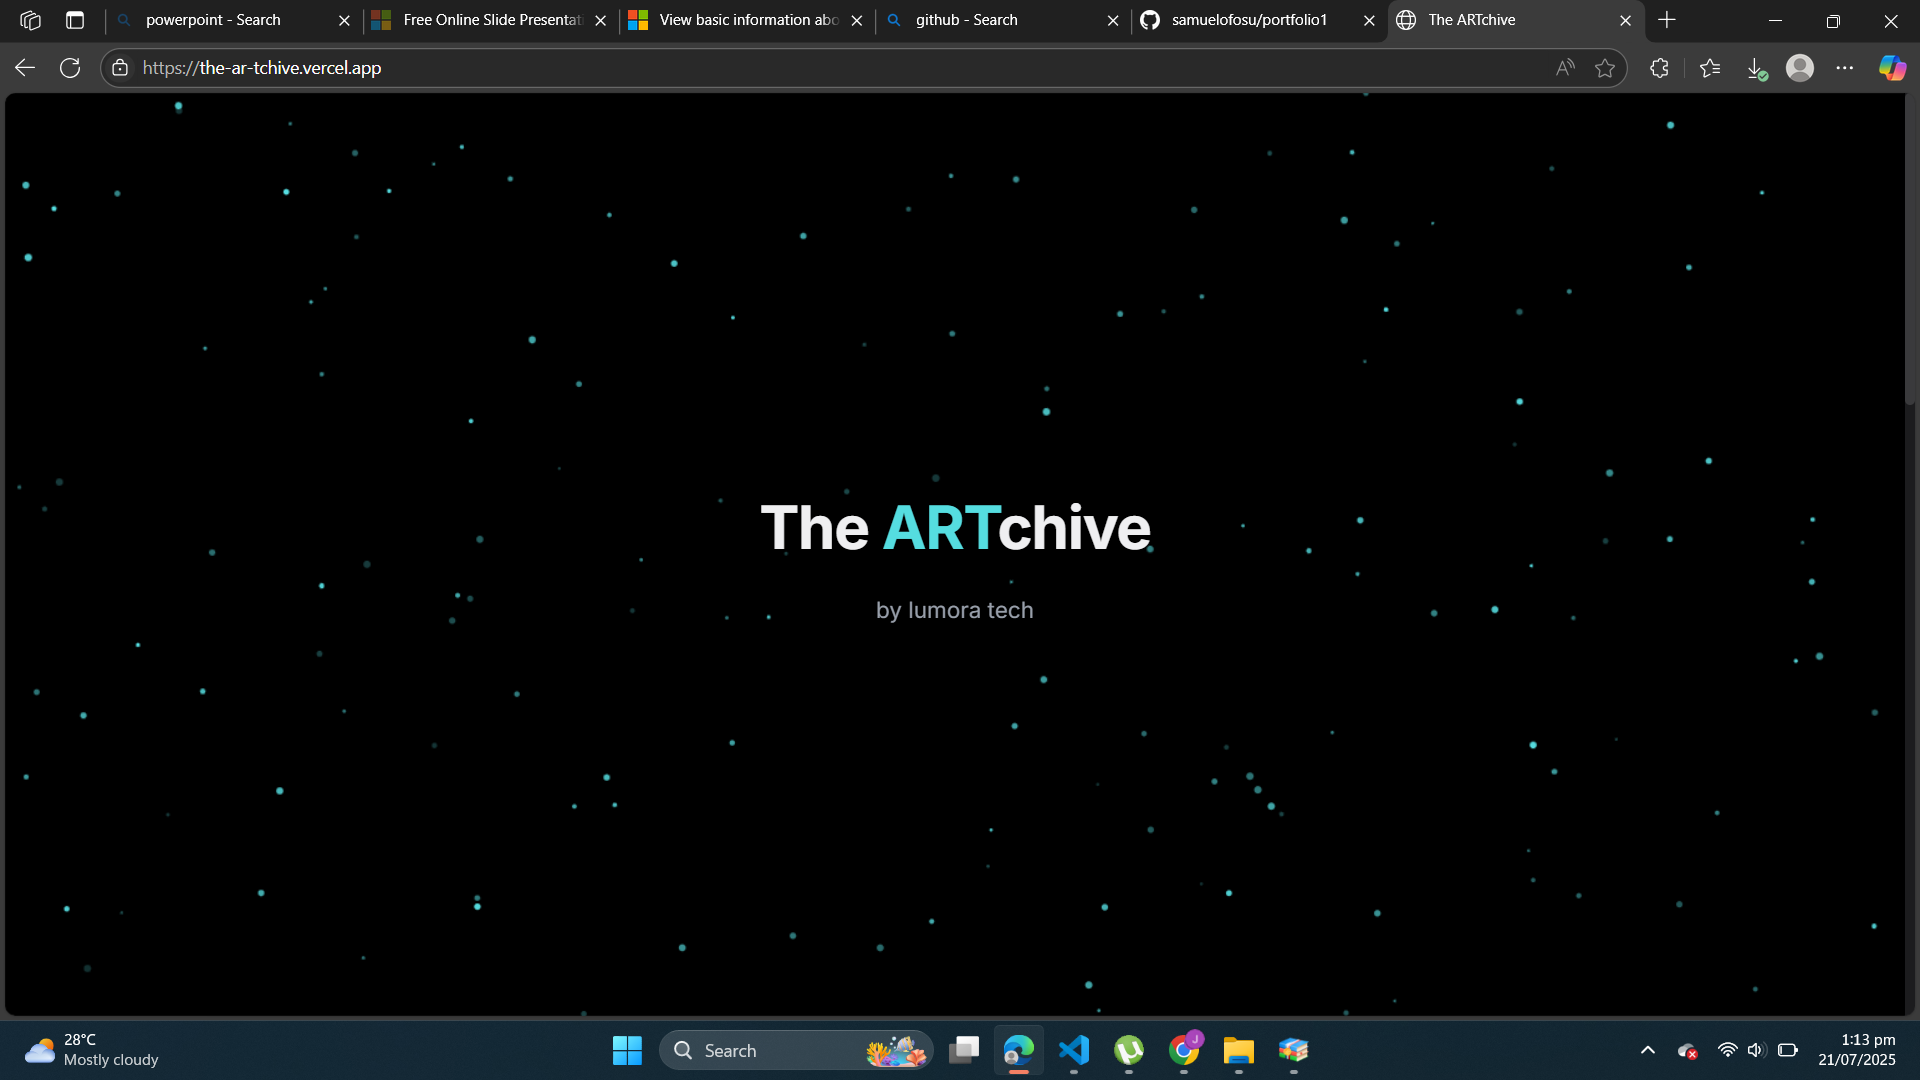 powerpoint - Search
Free Online Slide Presentati
View basic information abo
github - Search
samuelofosu/portfolio1
The ARTchive
https://the-ar-tchive.vercel.app
The ARTchive
by lumora tech
28°C
Mostly cloudy
Search
J
1:13 pm
21/07/2025